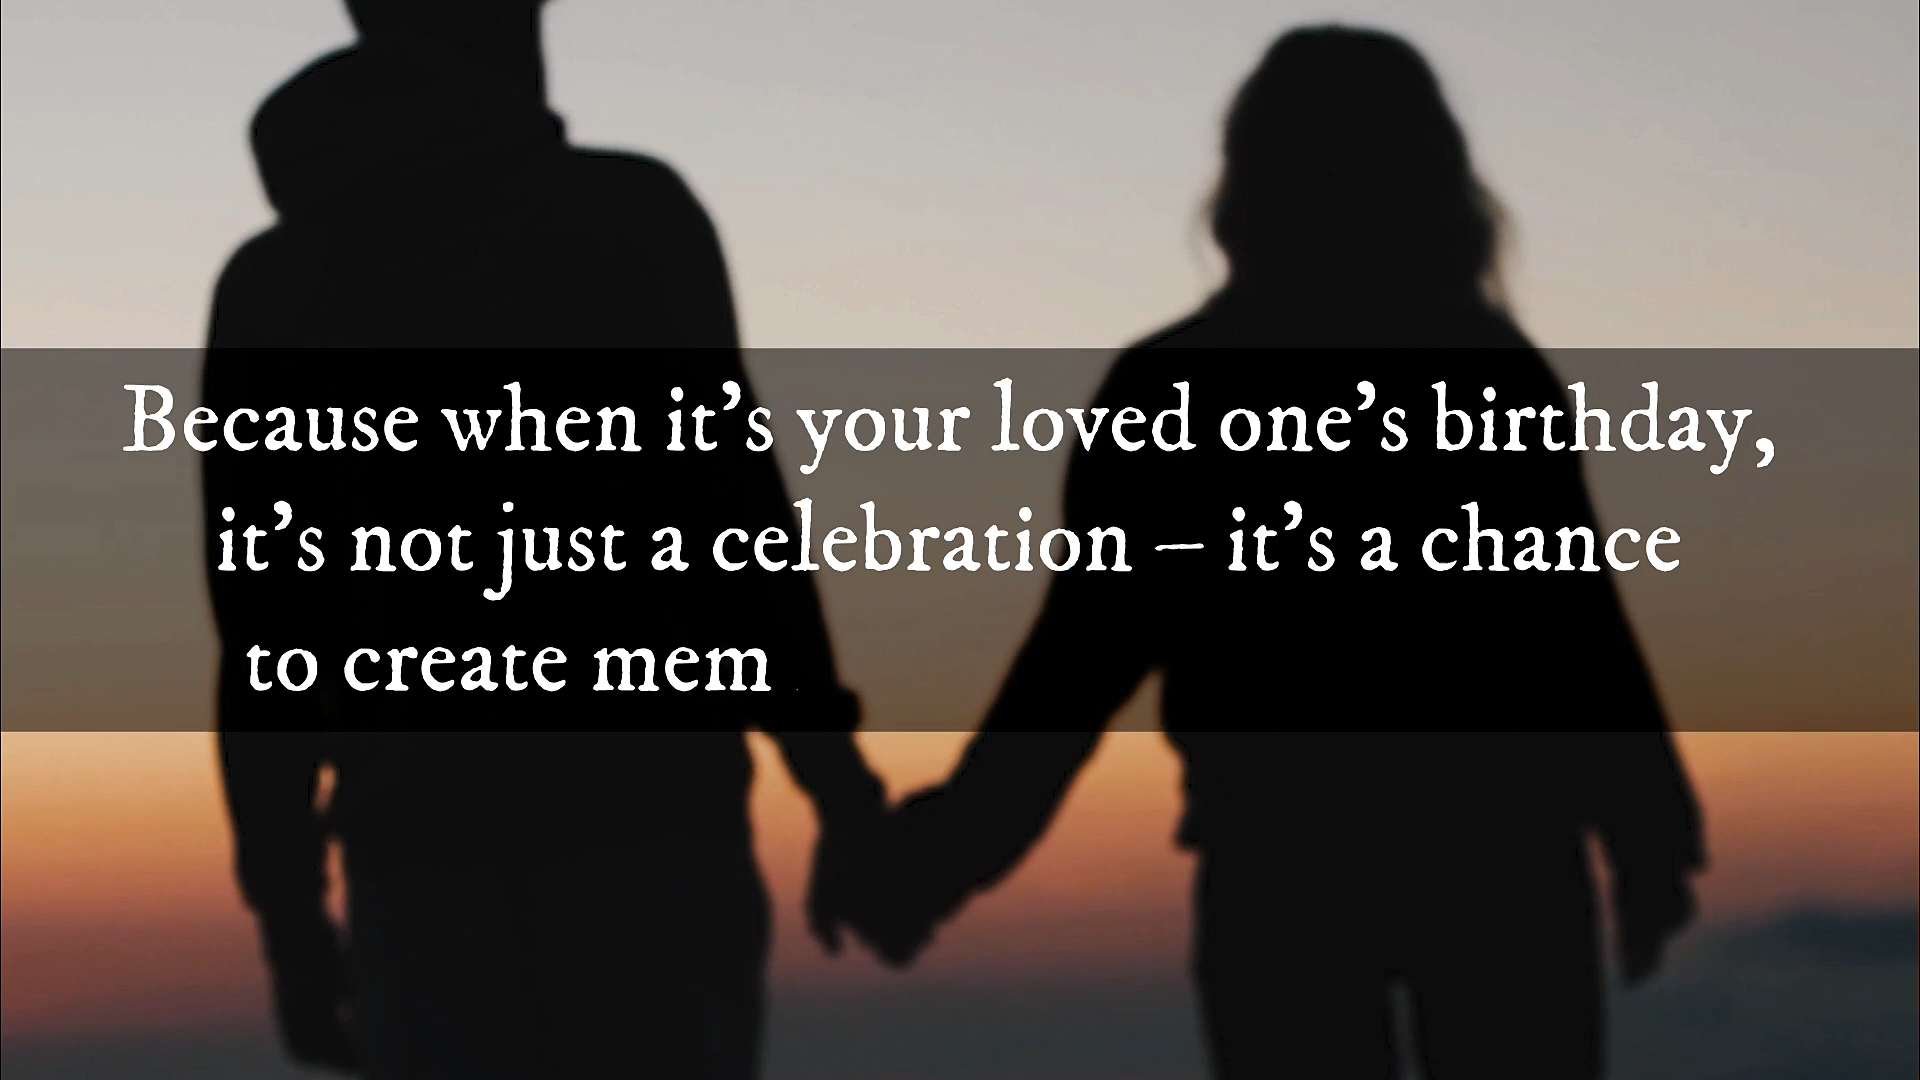 Because when it’s your loved one’s birthday,
it’s not just a celebration – it’s a chance
to create mem